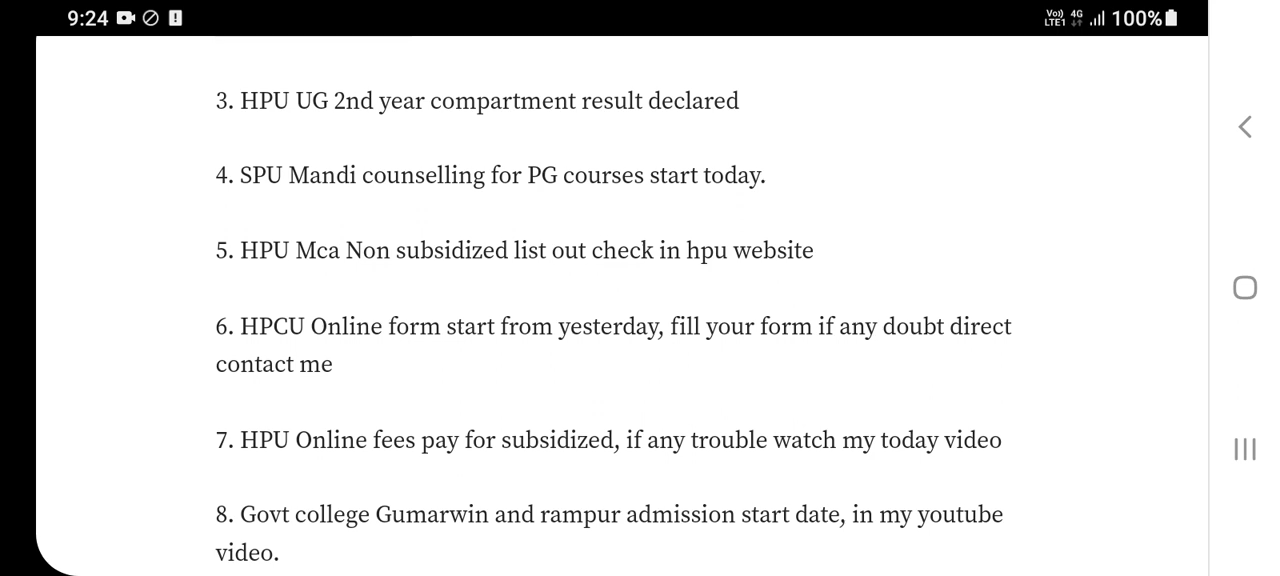 9:24
Vo) 4G
LTE1 100%
3. HPU UG 2nd year compartment result declared
4. SPU Mandi counselling for PG courses start today.
5. HPU Mca Non subsidized list out check in hpu website
6. HPCU Online form start from yesterday, fill your form if any doubt direct
contact me
7. HPU Online fees pay for subsidized, if any trouble watch my today video
8. Govt college Gumarwin and rampur admission start date, in my youtube
video.